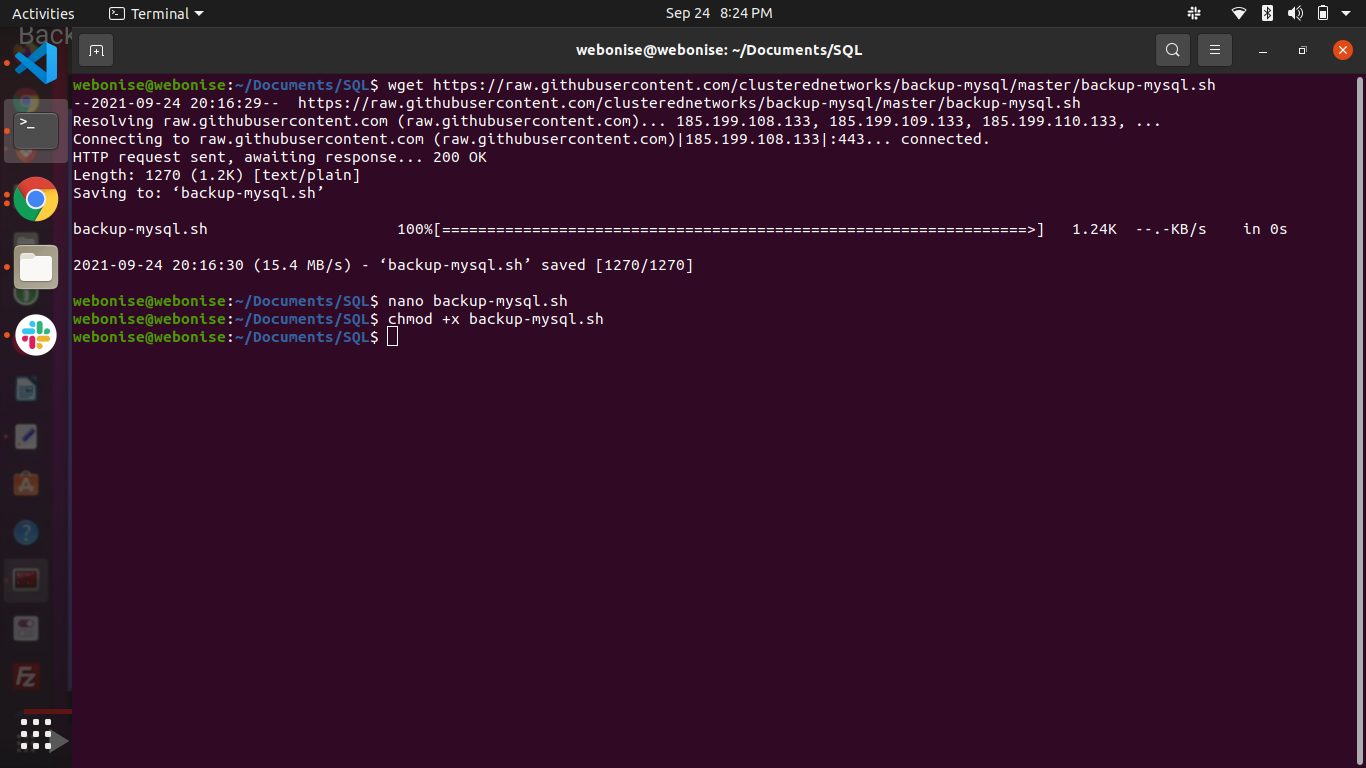 Activities
Terminal
Sep 24 8:24 PM
Back
webonise@webonise: ~/Documents/SQL
webonise@webonise:~/Documents/SQL$ wget https://raw.githubusercontent.com/clusterednetworks/backup-mysql/master/backup-mysql.sh
--2021-09-24 20:16:29-- https://raw.githubusercontent.com/clusterednetworks/backup-mysql/master/backup-mysql.sh
Resolving raw.githubusercontent.com (raw.githubusercontent.com)... 185.199.108.133, 185.199.109.133, 185.199.110.133, ...
Connecting to raw.githubusercontent.com (raw.githubusercontent.com)|185.199.108.133|:443... connected.
HTTP request sent, awaiting response... 200 OK
Length: 1270 (1.2K) [text/plain]
Saving to: ‘backup-mysql.sh’
backup-mysql.sh 100%[=================================================================>] 1.24K --.-KB/s in 0s
2021-09-24 20:16:30 (15.4 MB/s) - ‘backup-mysql.sh’ saved [1270/1270]
webonise@webonise:~/Documents/SQL$ nano backup-mysql.sh
webonise@webonise:~/Documents/SQL$ chmod +x backup-mysql.sh
webonise@webonise:~/Documents/SQL$